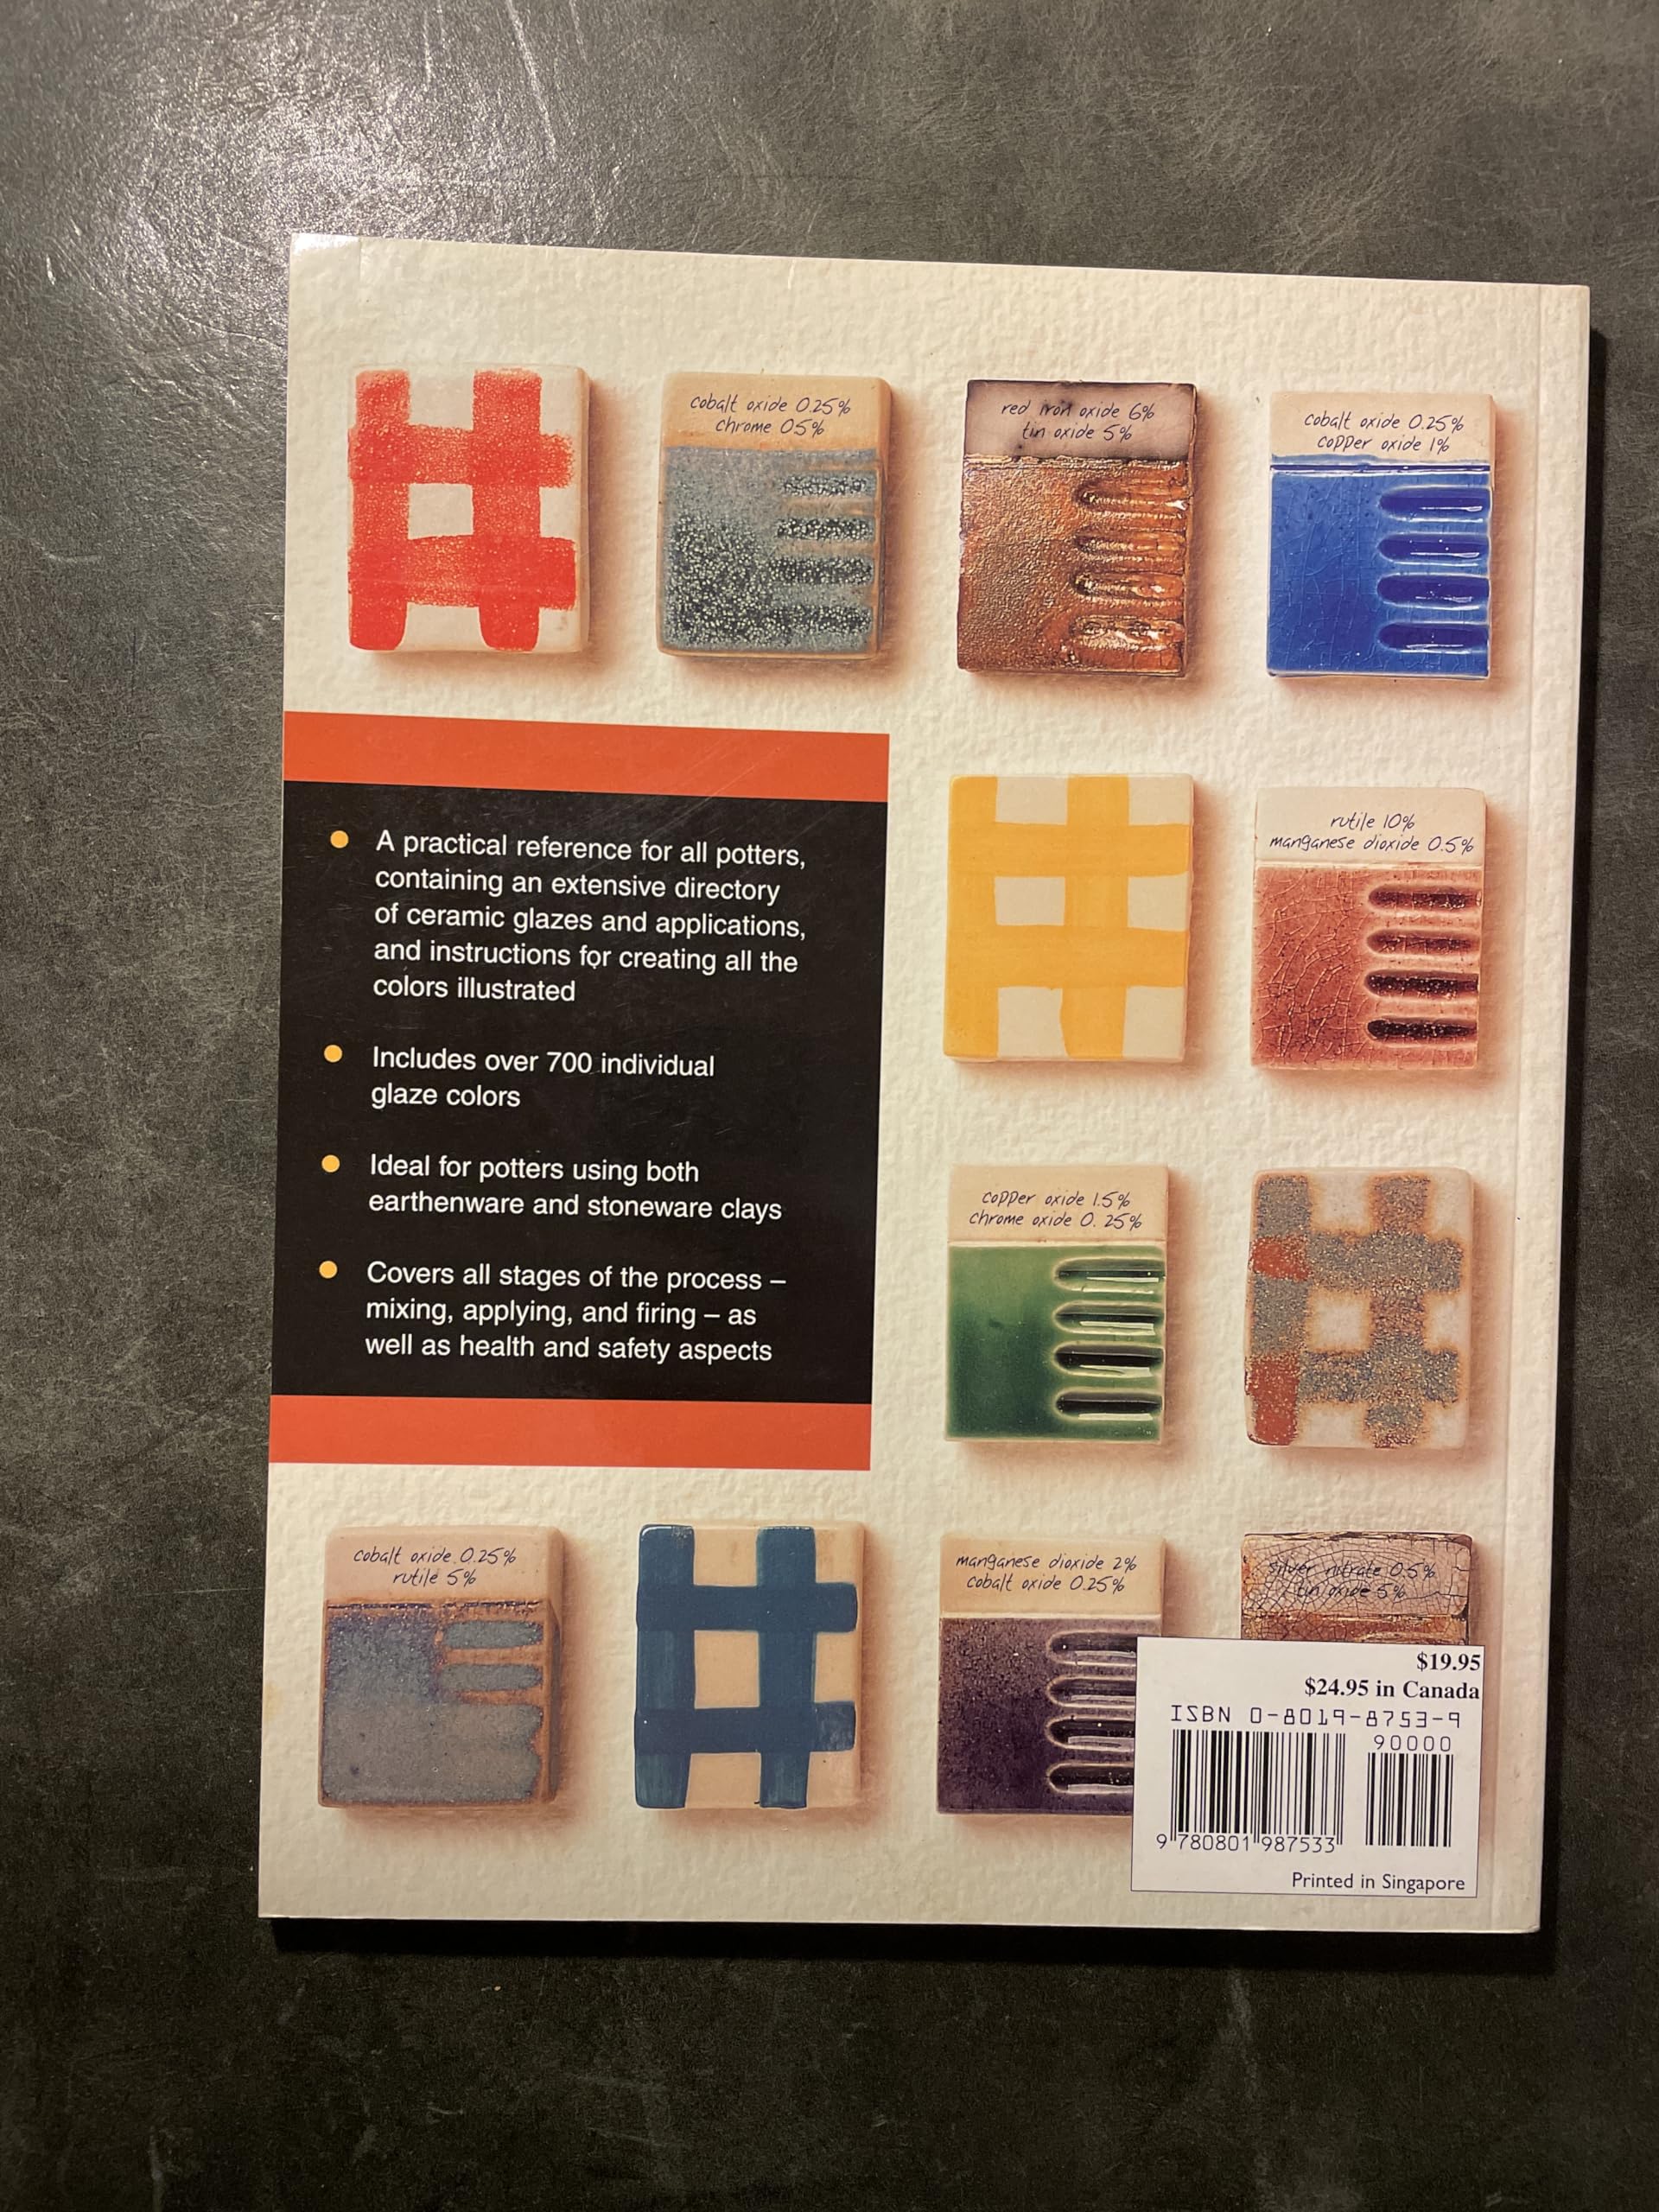 cobalt oxide 0.25%
chrome 05%
red iron oxide 6%
tin oxide 5%
cobalt oxide 0.25%
copper oxide 1%
A practical reference for all potters,
containing an extensive directory
of ceramic glazes and applications,
and instructions for creating all the
colors illustrated
Includes over 700 individual
glaze colors
Ideal for potters using both
earthenware and stoneware clays
Covers all stages of the process –
mixing, applying, and firing – as
well as health and safety aspects
rutile 10%
manganese dioxide 0.5%
copper oxide 1.5%
chrome oxide 0. 25%
cobalt oxide 0.25%
rutile 5%
manganese dioxide 2%
cobalt oxide 0.25%
silver nitrate 0.5%
tin oxide 5%
$19.95
$24.95 in Canada
ISBN 0-8019-8753-9
90000
9 780801 987533
Printed in Singapore